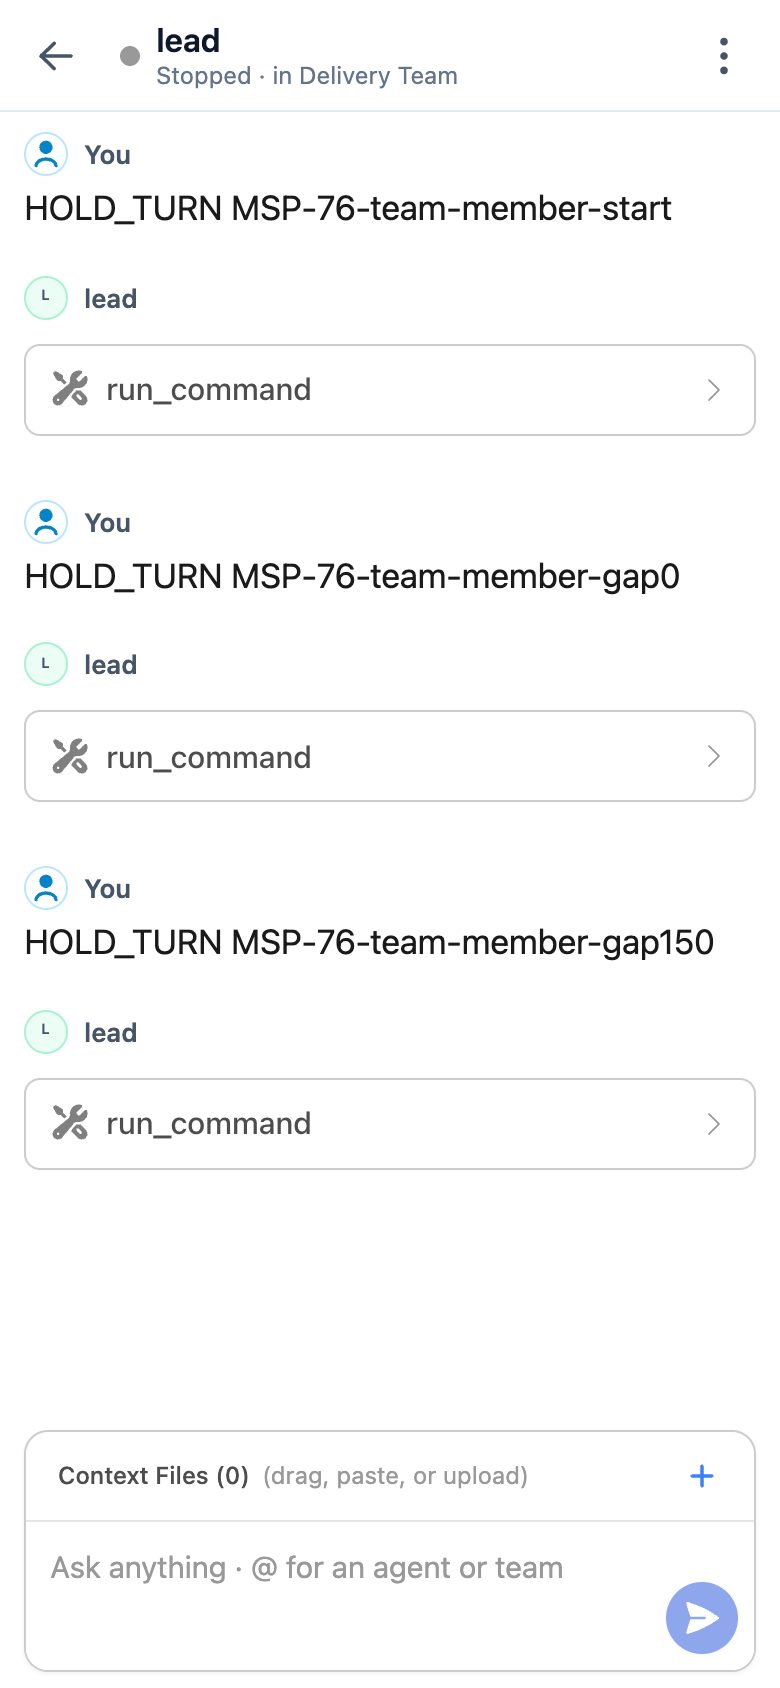 lead
Stopped · in Delivery Team
You
HOLD_TURN MSP-76-team-member-start
L
lead
run_command
You
HOLD_TURN MSP-76-team-member-gap0
L
lead
run_command
You
HOLD_TURN MSP-76-team-member-gap150
L
lead
run_command
Context Files (0) (drag, paste, or upload)
Ask anything · @ for an agent or team